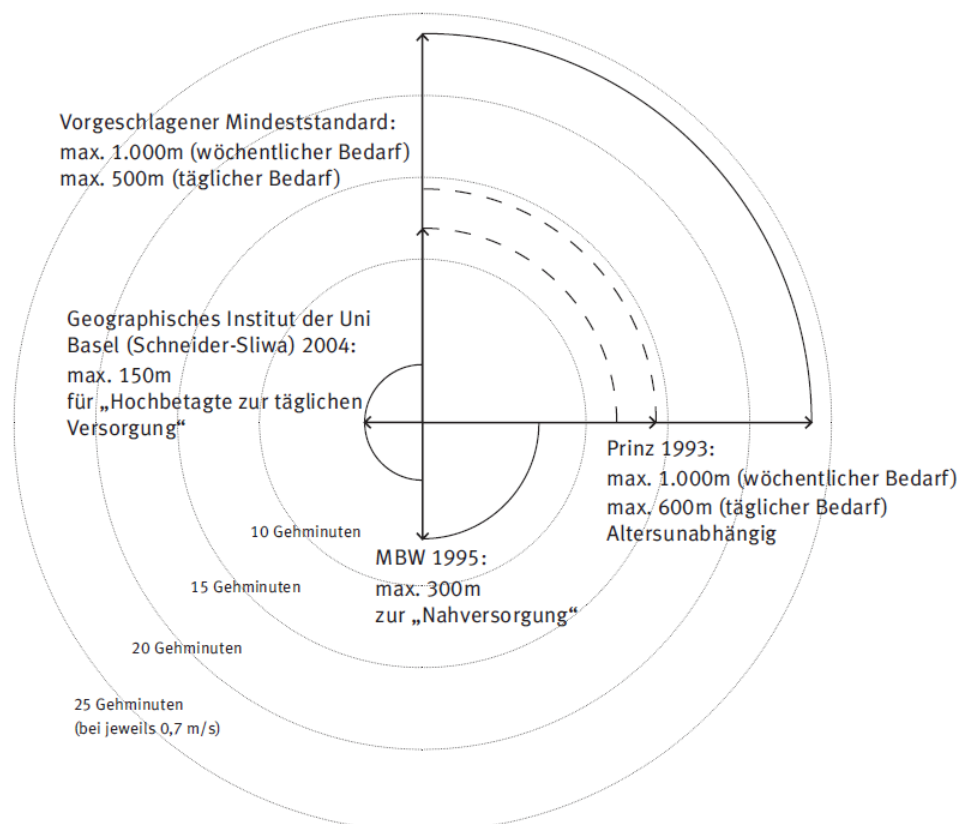 Vorgeschlagener Mindeststandard:
max. 1.000m (wöchentlicher Bedarf)
max. 500m (täglicher Bedarf)
Geographisches Institut der Uni
Basel (Schneider-Sliwa) 2004:
max. 150m
für „Hochbetagte zur täglichen
Versorgung“
Prinz 1993:
max. 1.000m (wöchentlicher Bedarf)
max. 600m (täglicher Bedarf)
Altersunabhängig
MBW 1995:
max. 300m
zur „Nahversorgung“
10 Gehminuten
15 Gehminuten
20 Gehminuten
25 Gehminuten
(bei jeweils 0,7 m/s)